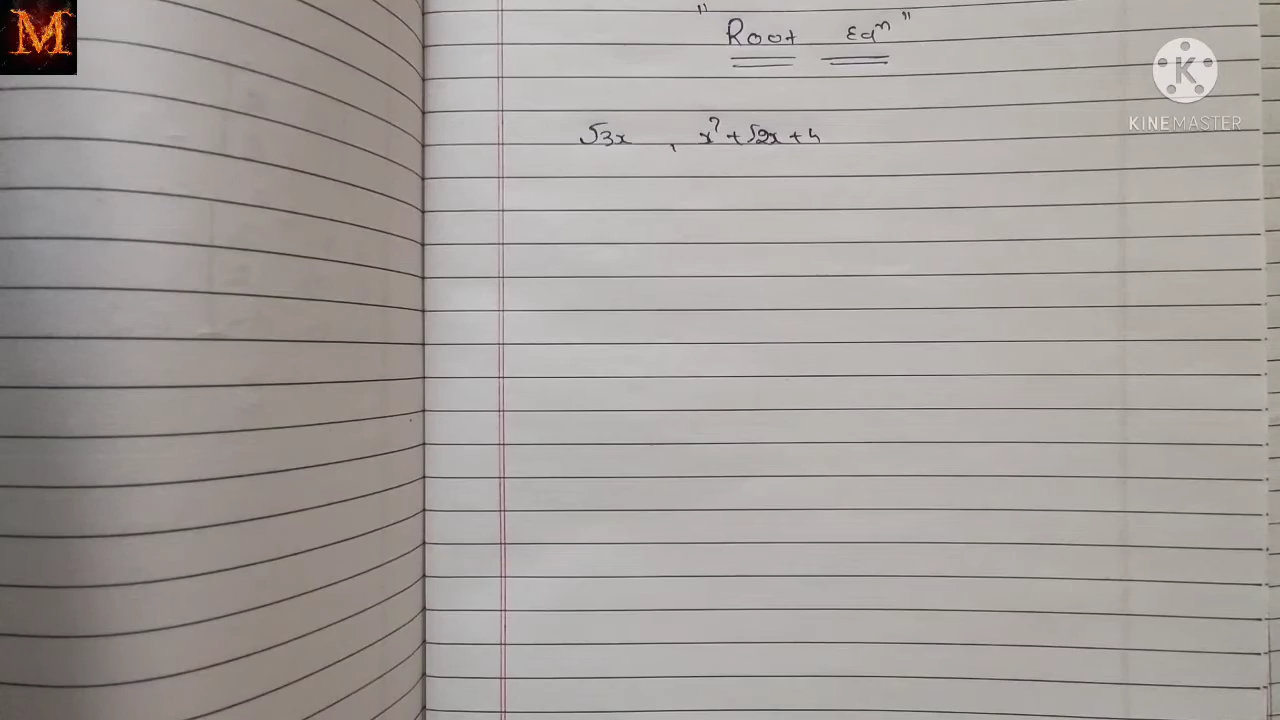 M
" Root Eqⁿ "
KINEMASTER
√3x , x² + √2x + 4